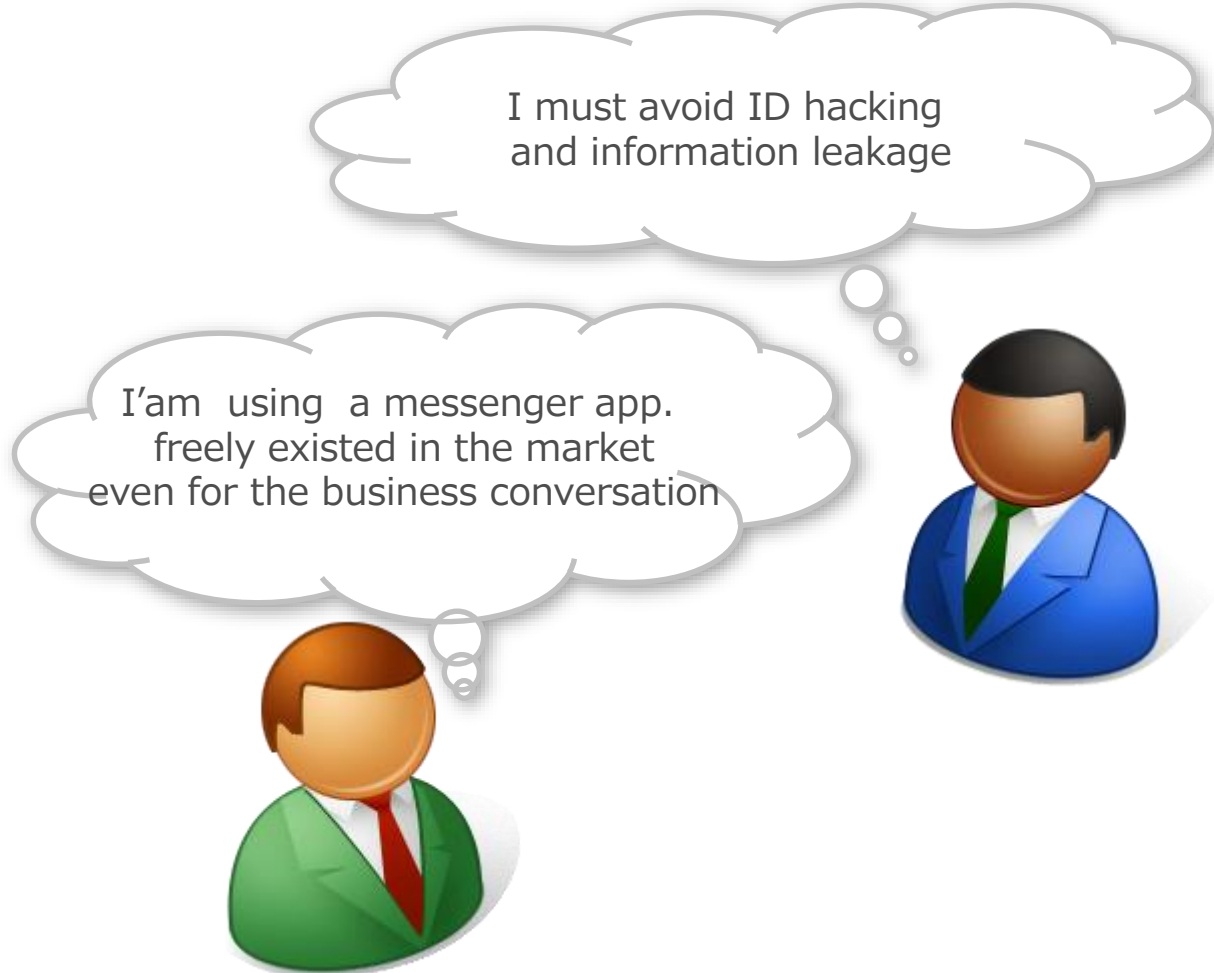 I must avoid ID hacking
and information leakage
I’am using a messenger app.
freely existed in the market
even for the business conversation